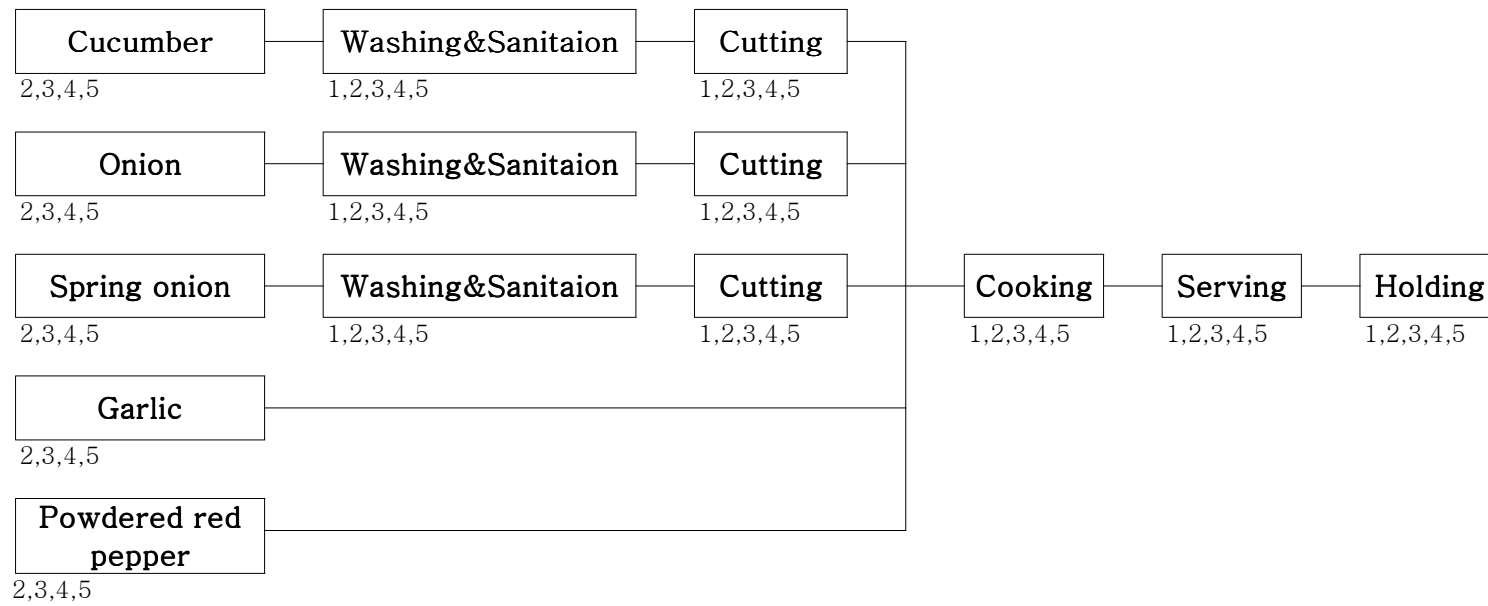 Cucumber Washing&Sanitaion Cutting
2,3,4,5 1,2,3,4,5 1,2,3,4,5
Onion Washing&Sanitaion Cutting
2,3,4,5 1,2,3,4,5 1,2,3,4,5
Spring onion Washing&Sanitaion Cutting Cooking Serving Holding
2,3,4,5 1,2,3,4,5 1,2,3,4,5 1,2,3,4,5 1,2,3,4,5 1,2,3,4,5
Garlic
2,3,4,5
Powdered red
pepper
2,3,4,5